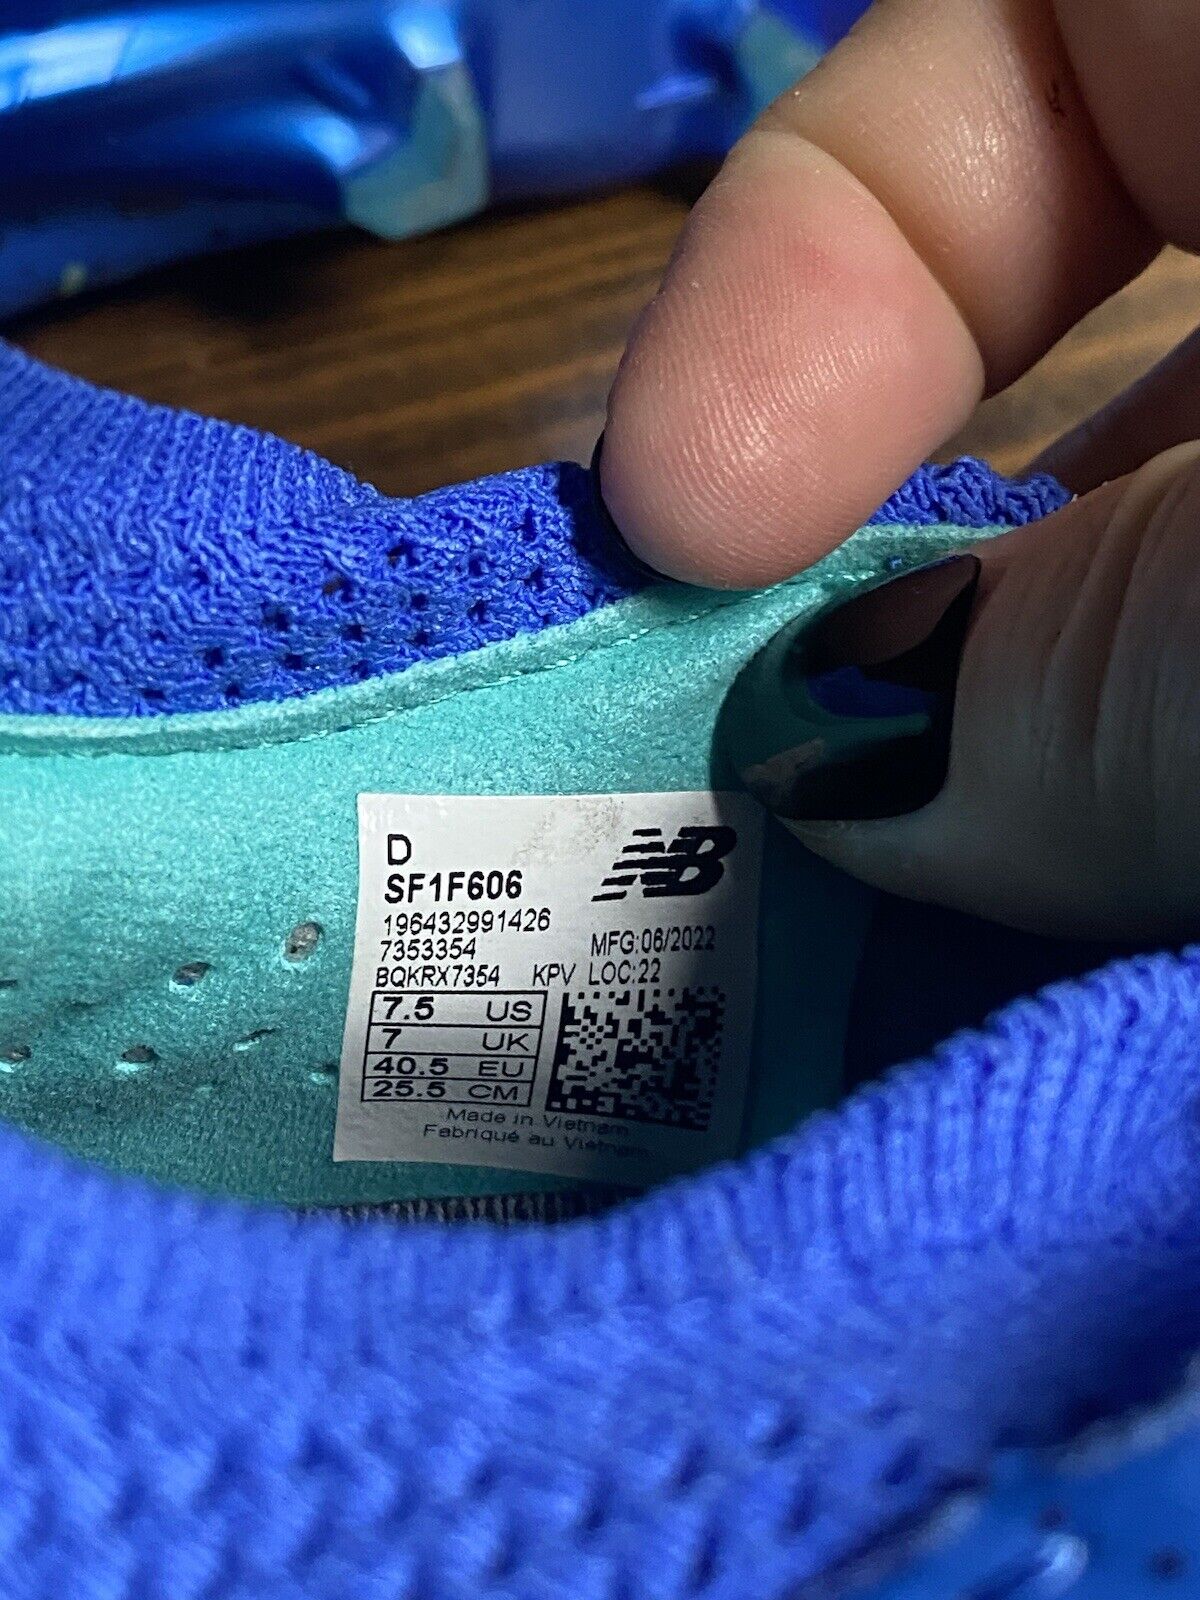 D
SF1F606
196432991426
7353354
MFG:06/2022
BQKRX7354 KPV LOC:22
7.5 US
7 UK
40.5 EU
25.5 CM
Made in Vietnam
Fabriqué au Vietnam
NB